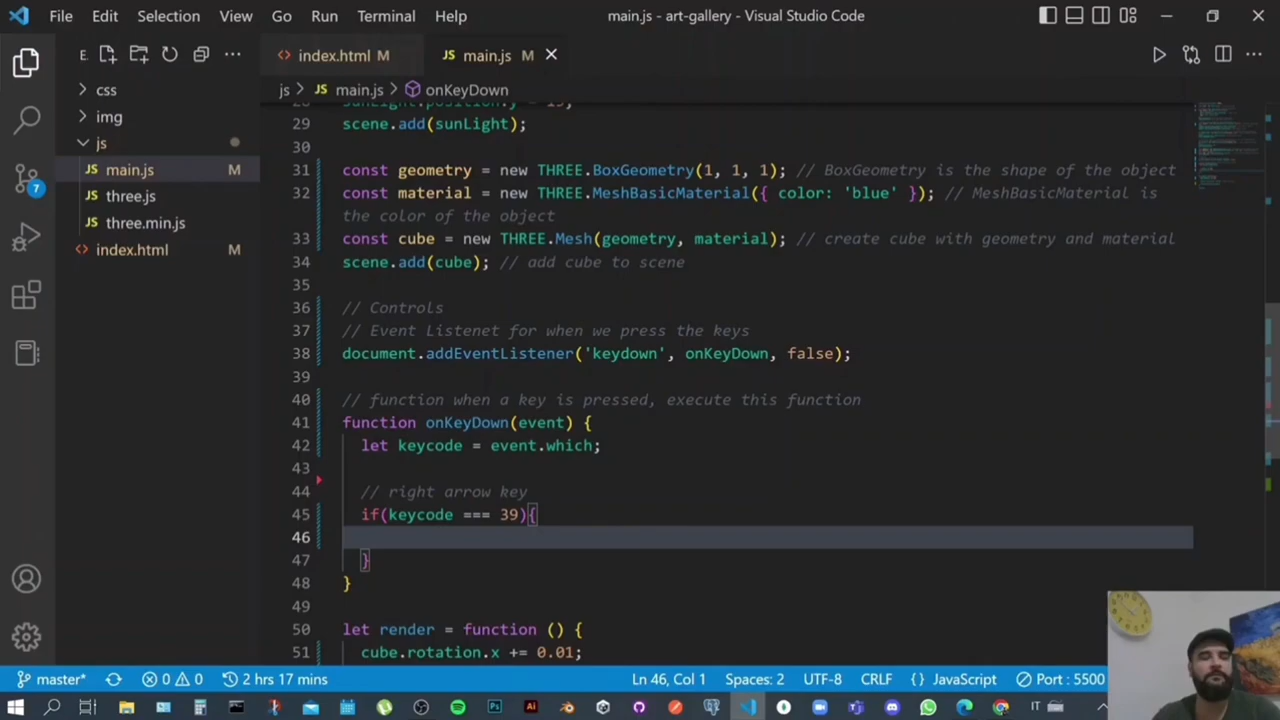 File Edit Selection View Go Run Terminal Help main.js - art-gallery - Visual Studio Code
index.html M main.js M
js > main.js > onKeyDown
css
img
js
main.js M
three.js
three.min.js
index.html M
7
29 scene.add(sunLight);
30
31 const geometry = new THREE.BoxGeometry(1, 1, 1); // BoxGeometry is the shape of the object
32 const material = new THREE.MeshBasicMaterial({ color: 'blue' }); // MeshBasicMaterial is
the color of the object
33 const cube = new THREE.Mesh(geometry, material); // create cube with geometry and material
34 scene.add(cube); // add cube to scene
35
36 // Controls
37 // Event Listenet for when we press the keys
38 document.addEventListener('keydown', onKeyDown, false);
39
40 // function when a key is pressed, execute this function
41 function onKeyDown(event) {
42 let keycode = event.which;
43
44 // right arrow key
45 if(keycode === 39){
46
47 }
48 }
49
50 let render = function () {
51 cube.rotation.x += 0.01;
master* 0 0 2 hrs 17 mins Ln 46, Col 1 Spaces: 2 UTF-8 CRLF { } JavaScript Port : 5500
IT